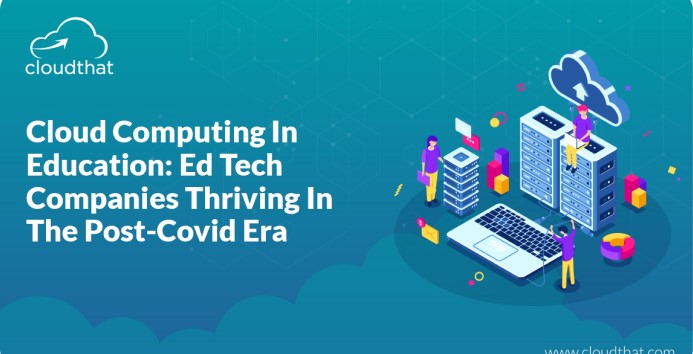 cloudthat
Cloud Computing In
Education: Ed Tech
Companies Thriving In
The Post-Covid Era
www.cloudthat.com